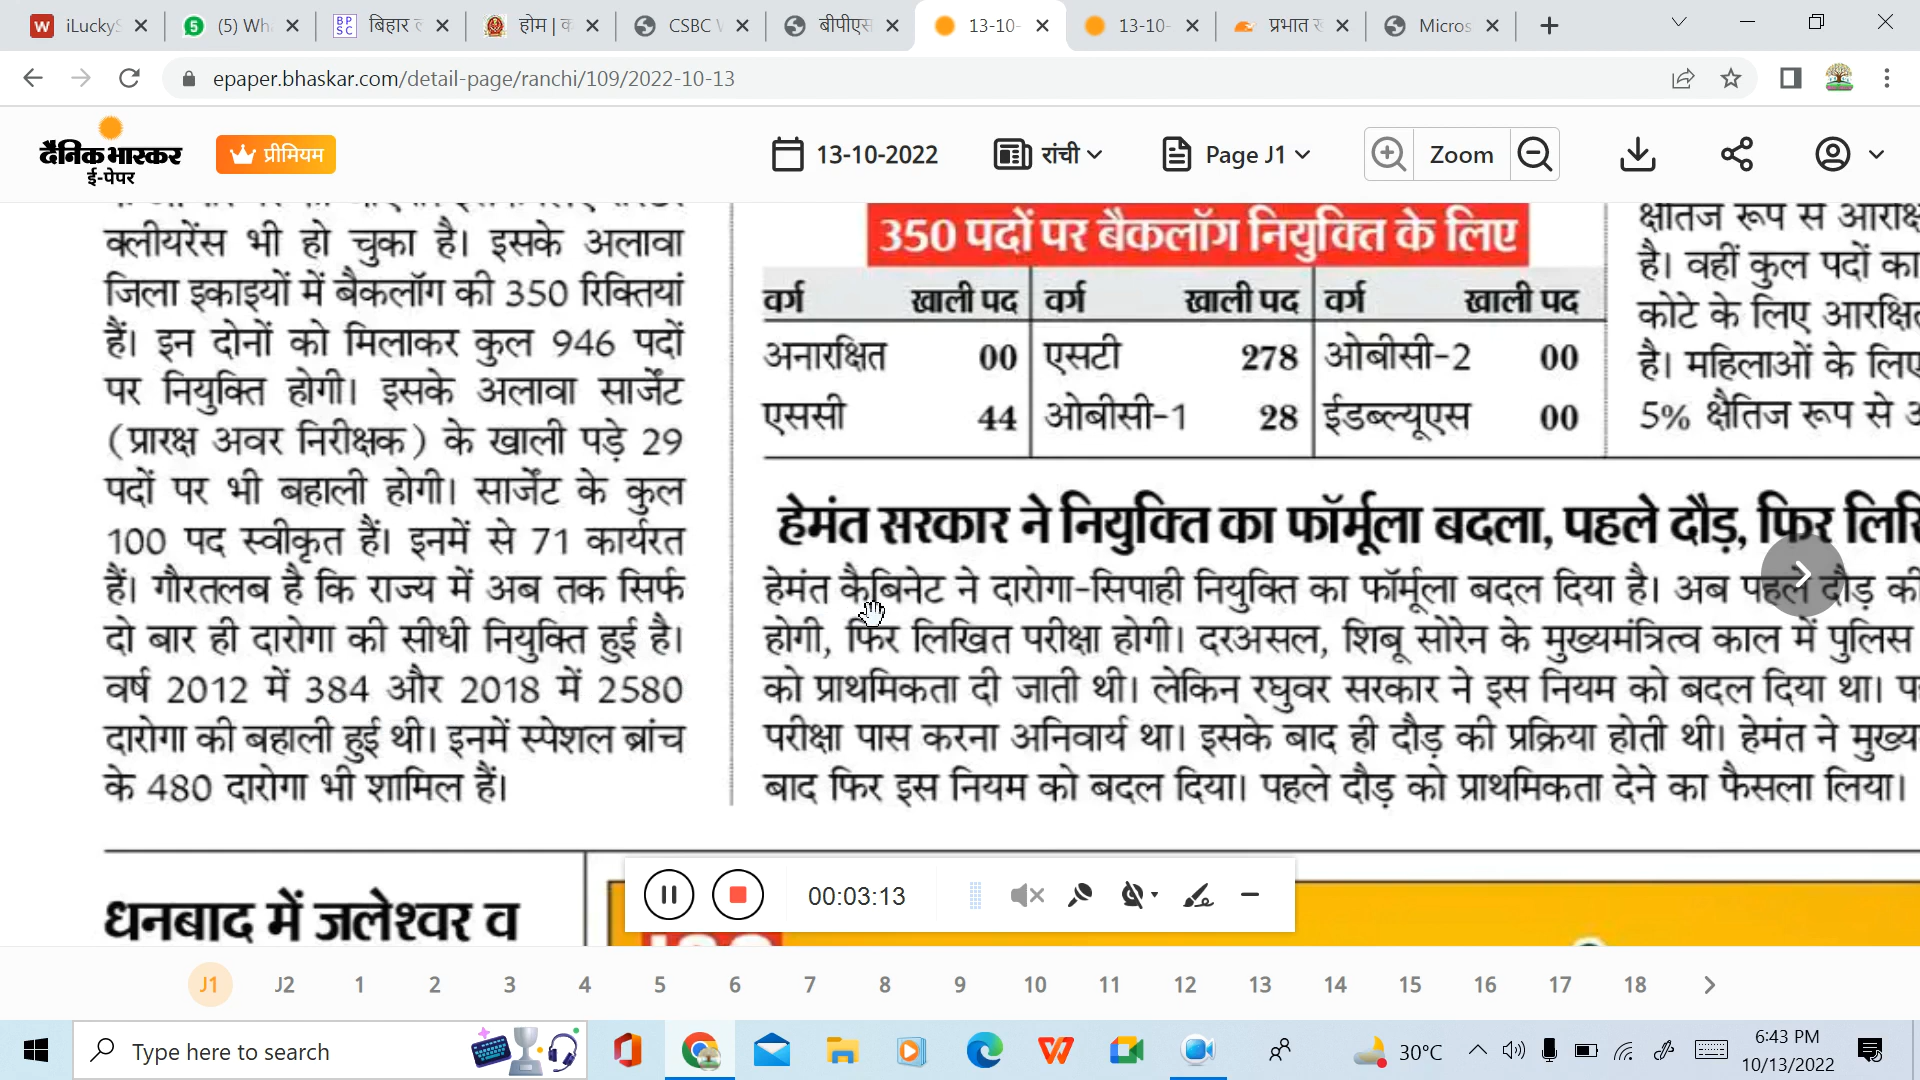 iLuckyS
(5) Wh
बिहार ल
होम | क
CSBC
बीपीएस
13-10-
13-10-
प्रभात
Micros
epaper.bhaskar.com/detail-page/ranchi/109/2022-10-13
दैनिक भास्कर
ई-पेपर
प्रीमियम
13-10-2022
रांची
Page J1
Zoom
क्लीयरेंस भी हो चुका है। इसके अलावा
जिला इकाइयों में बैकलॉग की 350 रिक्तियां
हैं। इन दोनों को मिलाकर कुल 946 पदों
पर नियुक्ति होगी। इसके अलावा सार्जेंट
(प्रारक्ष अवर निरीक्षक) के खाली पड़े 29
पदों पर भी बहाली होगी। सार्जेंट के कुल
100 पद स्वीकृत हैं। इनमें से 71 कार्यरत
हैं। गौरतलब है कि राज्य में अब तक सिर्फ
दो बार ही दारोगा की सीधी नियुक्ति हुई है।
वर्ष 2012 में 384 और 2018 में 2580
दारोगा की बहाली हुई थी। इनमें स्पेशल ब्रांच
के 480 दारोगा भी शामिल हैं।
350 पदों पर बैकलॉग नियुक्ति के लिए
वर्ग खाली पद वर्ग खाली पद वर्ग खाली पद
अनारक्षित 00 एसटी 278 ओबीसी-2 00
एससी 44 ओबीसी-1 28 ईडब्ल्यूएस 00
क्षैतिज रूप से
है। वहीं कुल पदों का
कोटे के लिए
है। महिलाओं के लिए
5% क्षैतिज रूप से
हेमंत सरकार ने नियुक्ति का फॉर्मूला बदला, पहले दौड़, फिर
हेमंत कैबिनेट ने दारोगा-सिपाही नियुक्ति का फॉर्मूला बदल दिया है। अब पहले दौड़ की
होगी, फिर लिखित परीक्षा होगी। दरअसल, शिबू सोरेन के मुख्यमंत्रित्व काल में पुलिस
को प्राथमिकता दी जाती थी। लेकिन रघुवर सरकार ने इस नियम को बदल दिया था।
परीक्षा पास करना अनिवार्य था। इसके बाद ही दौड़ की प्रक्रिया होती थी। हेमंत ने मुख्य
बाद फिर इस नियम को बदल दिया। पहले दौड़ को प्राथमिकता देने का फैसला लिया।
धनबाद में जलेश्वर व
00:03:13
J1 J2 1 2 3 4 5 6 7 8 9 10 11 12 13 14 15 16 17 18
Type here to search
30°C
6:43 PM
10/13/2022